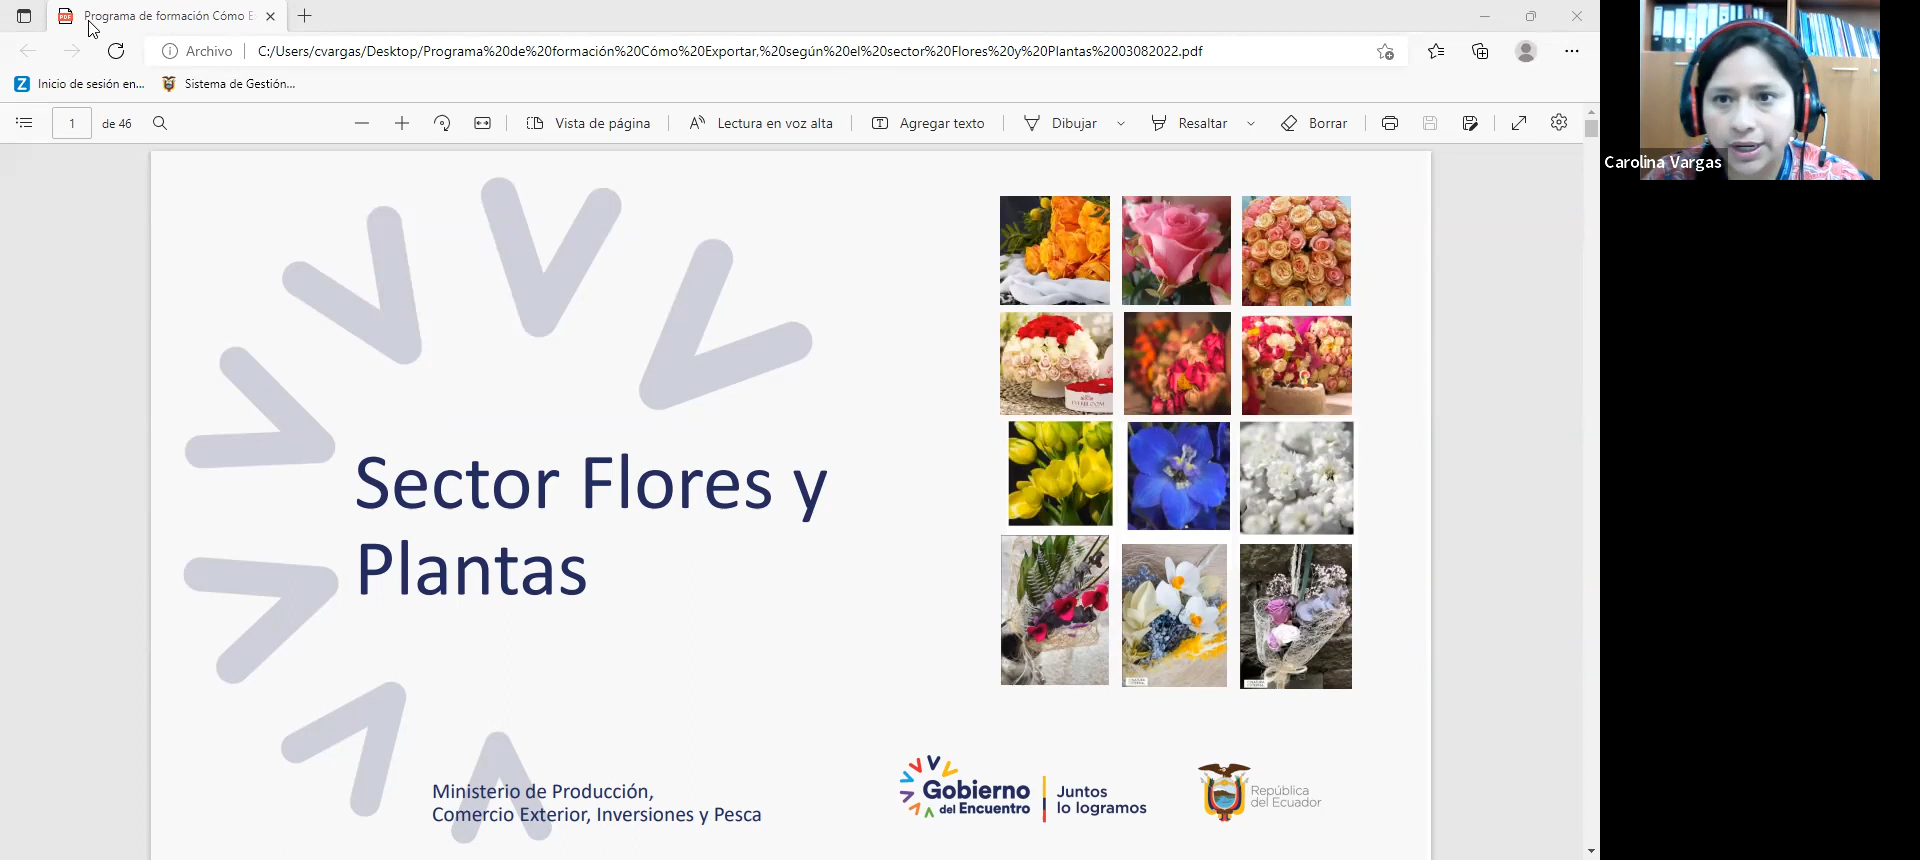 Programa de formación Cómo E
Archivo
C:/Users/cvargas/Desktop/Programa%20de%20formación%20Cómo%20Exportar,%20según%20el%20sector%20Flores%20y%20Plantas%2003082022.pdf
Inicio de sesión en...
Sistema de Gestión...
1 de 46
Vista de página
Lectura en voz alta
Agregar texto
Dibujar
Resaltar
Borrar
Carolina Vargas
Sector Flores y
Plantas
Ministerio de Producción,
Comercio Exterior, Inversiones y Pesca
Gobierno
del Encuentro
Juntos
lo logramos
República
del Ecuador